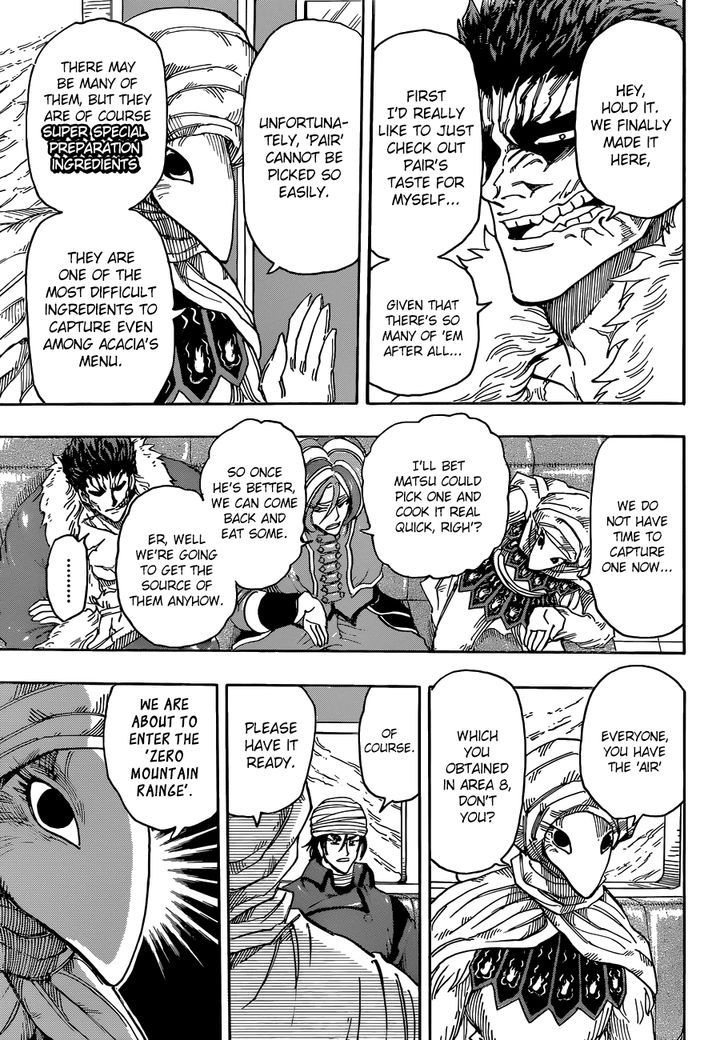 HEY,
HOLD IT.
WE FINALLY
MADE IT
HERE,
FIRST
I'D REALLY
LIKE TO JUST
CHECK OUT
PAIR'S
TASTE FOR
MYSELF...
GIVEN THAT
THERE'S SO
MANY OF 'EM
AFTER ALL...
UNFORTUNA-
TELY, 'PAIR'
CANNOT BE
PICKED SO
EASILY.
THERE MAY
BE MANY OF
THEM, BUT THEY
ARE OF COURSE
SUPER SPECIAL
PREPARATION
INGREDIENTS
THEY ARE
ONE OF THE
MOST DIFFICULT
INGREDIENTS TO
CAPTURE EVEN
AMONG ACACIA'S
MENU.
WE DO
NOT HAVE
TIME TO
CAPTURE
ONE NOW...
I'LL BET
MATSU COULD
PICK ONE AND
COOK IT REAL
QUICK, RIGH'?
SO ONCE
HE'S BETTER,
WE CAN COME
BACK AND
EAT SOME.
ER, WELL
WE'RE GOING
TO GET THE
SOURCE OF
THEM ANYHOW.
........
EVERYONE,
YOU HAVE
THE 'AIR'
WHICH
YOU
OBTAINED
IN AREA 8,
DON'T
YOU?
OF
COURSE.
PLEASE
HAVE IT
READY.
WE ARE
ABOUT TO
ENTER THE
'ZERO
MOUNTAIN
RAINGE'.